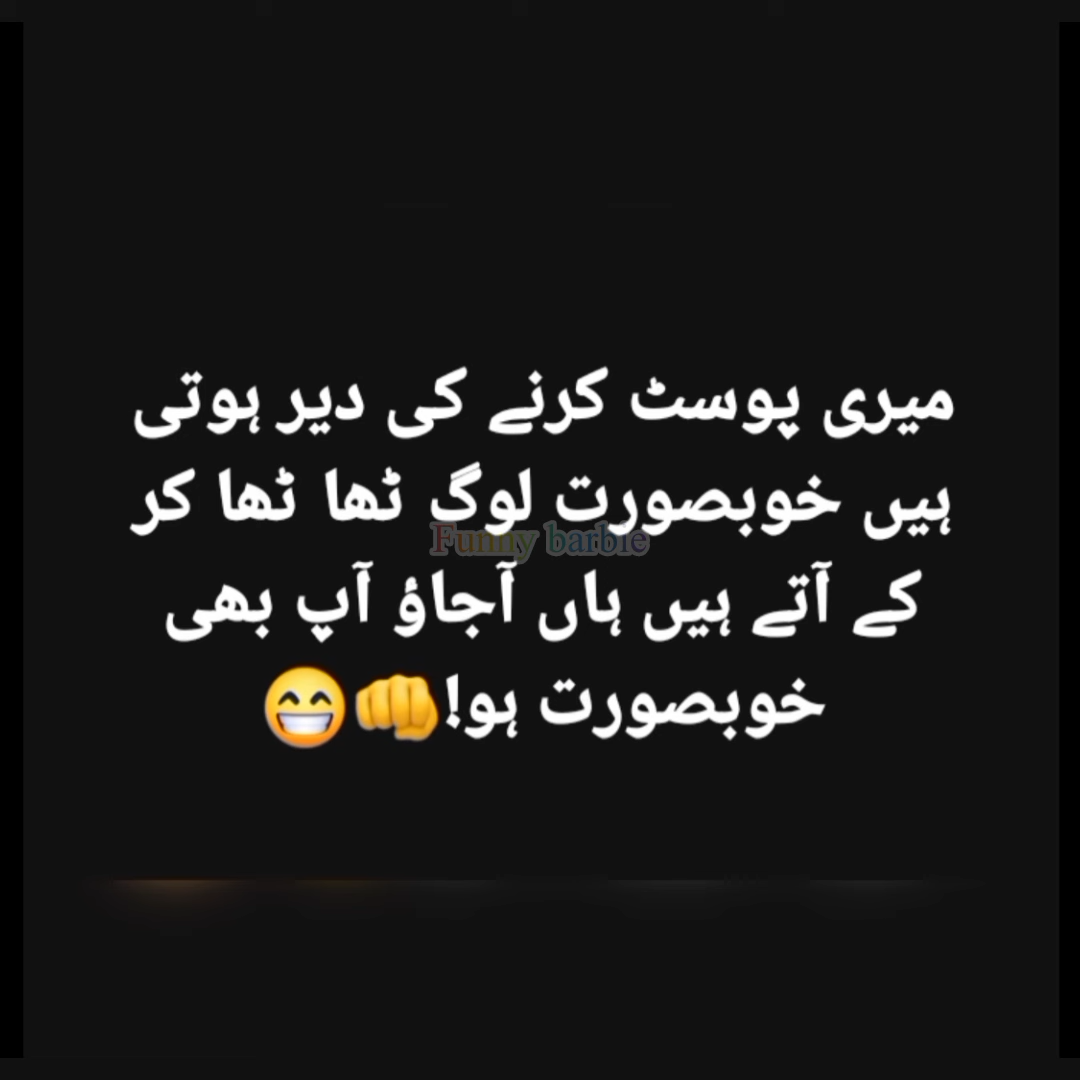 میری پوسٹ کرنے کی دیر ہوتی
ہیں خوبصورت لوگ ٹھا ٹھا کر
Funny barbie
کے آتے ہیں ہاں آجاؤ آپ بھی
خوبصورت ہو!👊😁